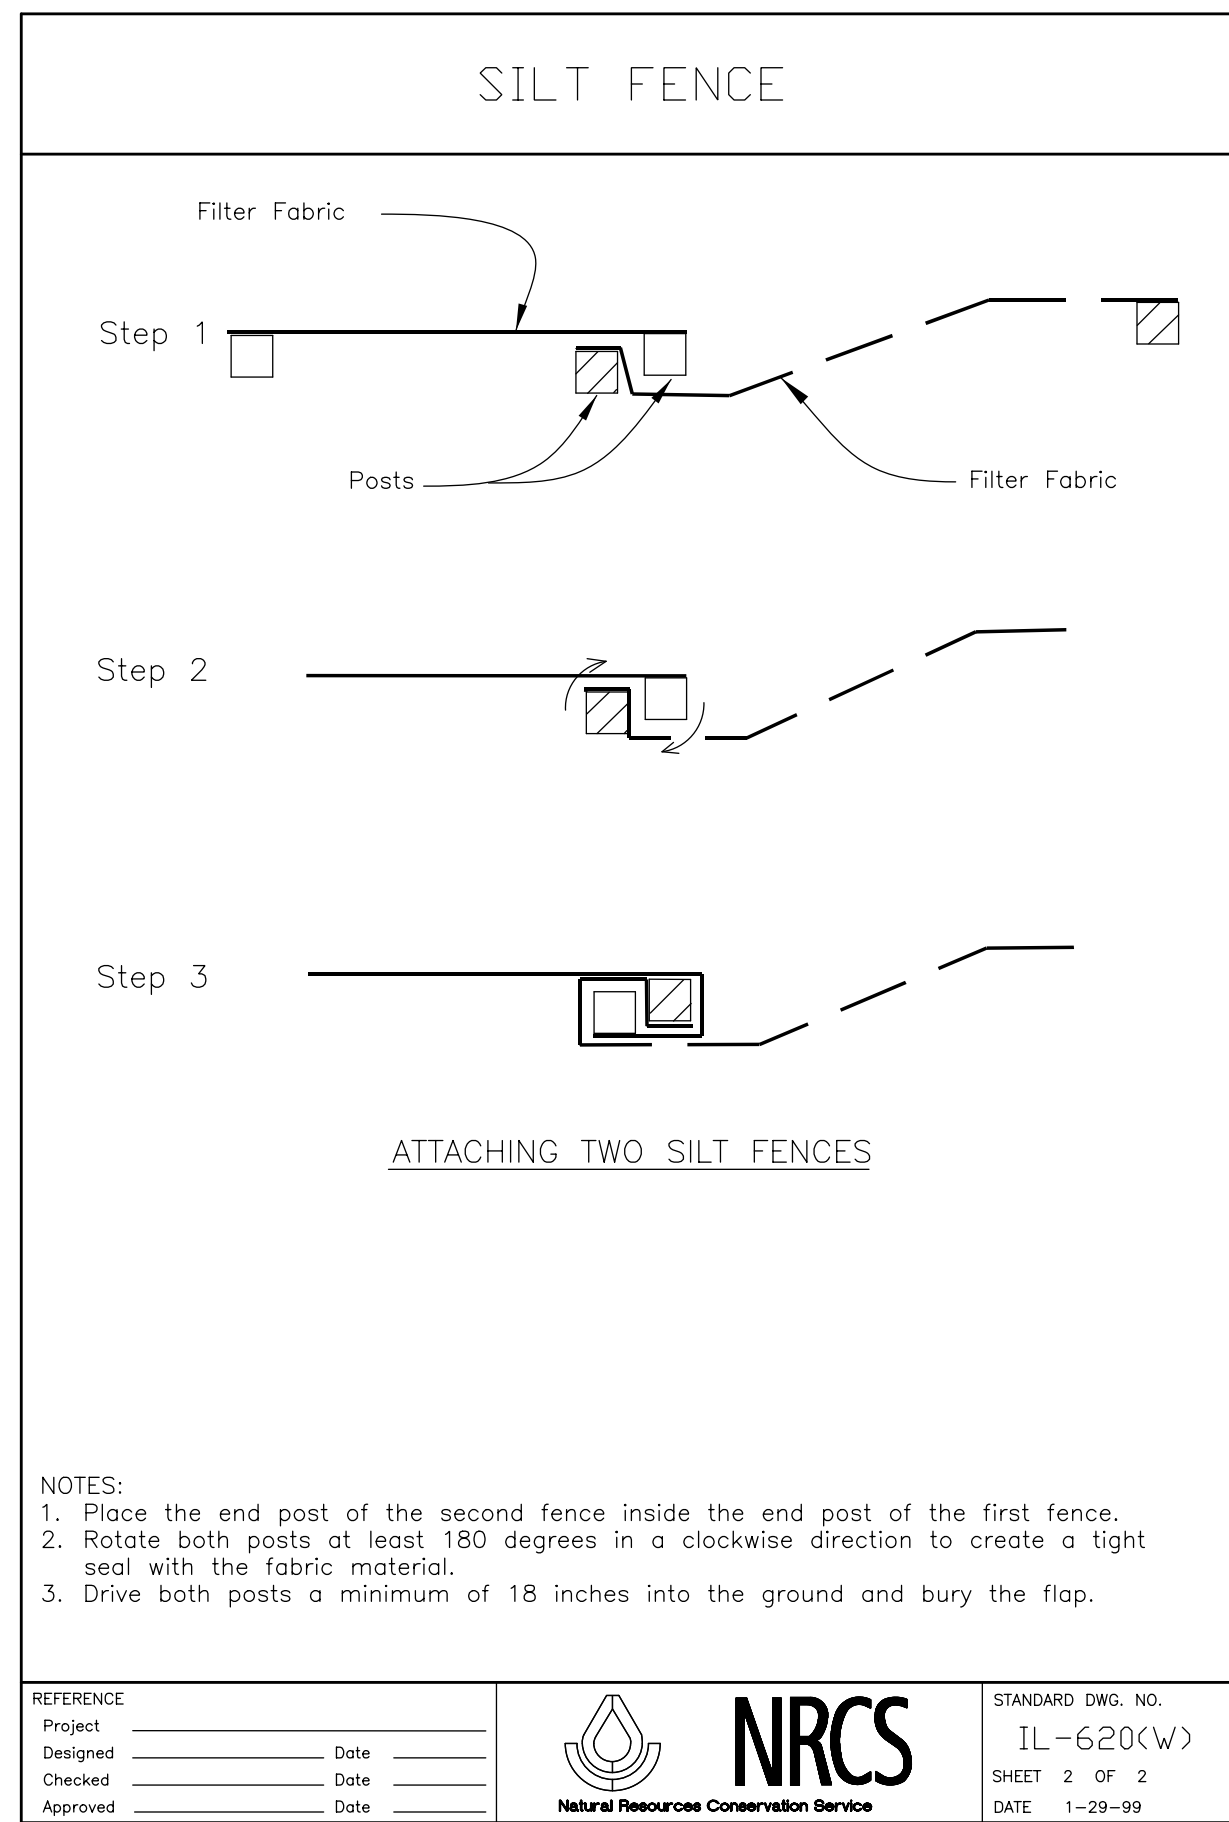 SILT FENCE
Filter Fabric
Step 1
Posts
Filter Fabric
Step 2
Step 3
ATTACHING TWO SILT FENCES
NOTES:
1. Place the end post of the second fence inside the end post of the first fence.
2. Rotate both posts at least 180 degrees in a clockwise direction to create a tight
seal with the fabric material.
3. Drive both posts a minimum of 18 inches into the ground and bury the flap.
REFERENCE
Project
Designed Date
Checked Date
Approved Date
NRCS
Natural Resources Conservation Service
STANDARD DWG. NO.
IL-620(W)
SHEET 2 OF 2
DATE 1-29-99